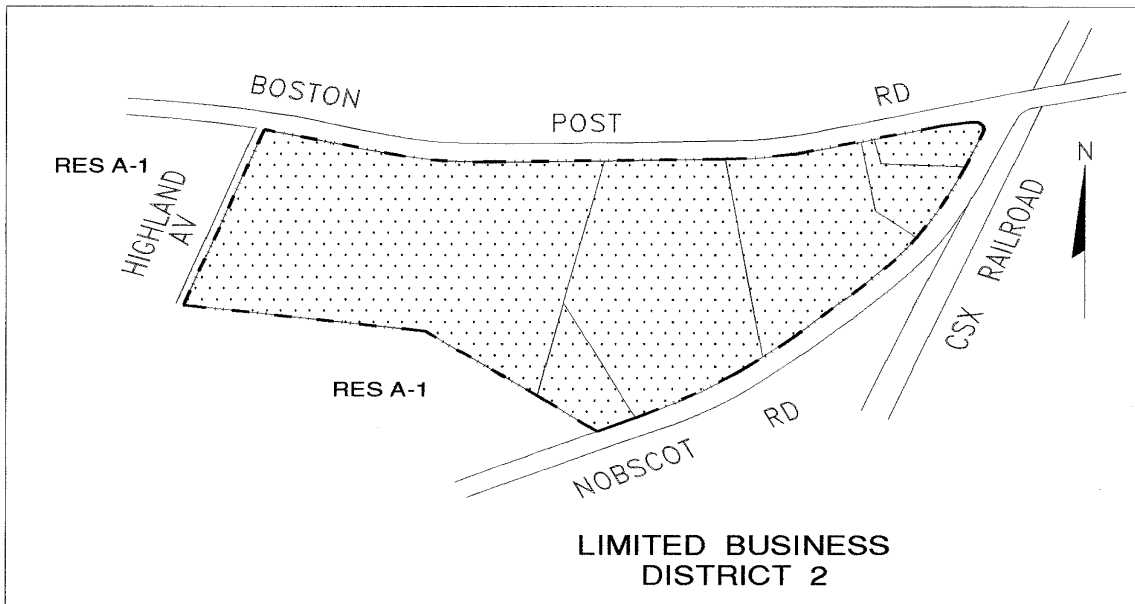 BOSTON POST RD
RES A-1
HIGHLAND
AV
N
CSX RAILROAD
RES A-1
NOBSCOT RD
LIMITED BUSINESS
DISTRICT 2